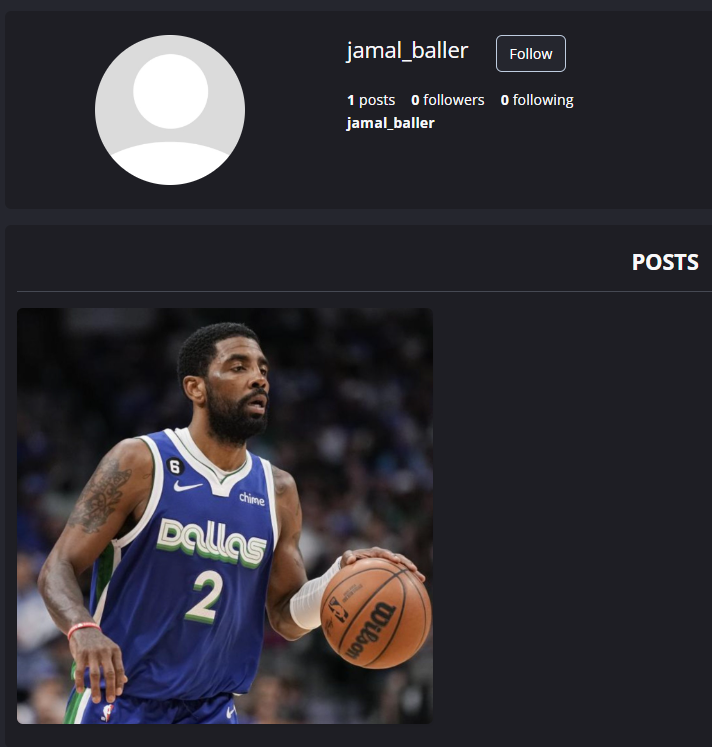 jamal_baller
Follow
1 posts 0 followers 0 following
jamal_baller
POSTS
6
chime
Dallas
2
Wilson